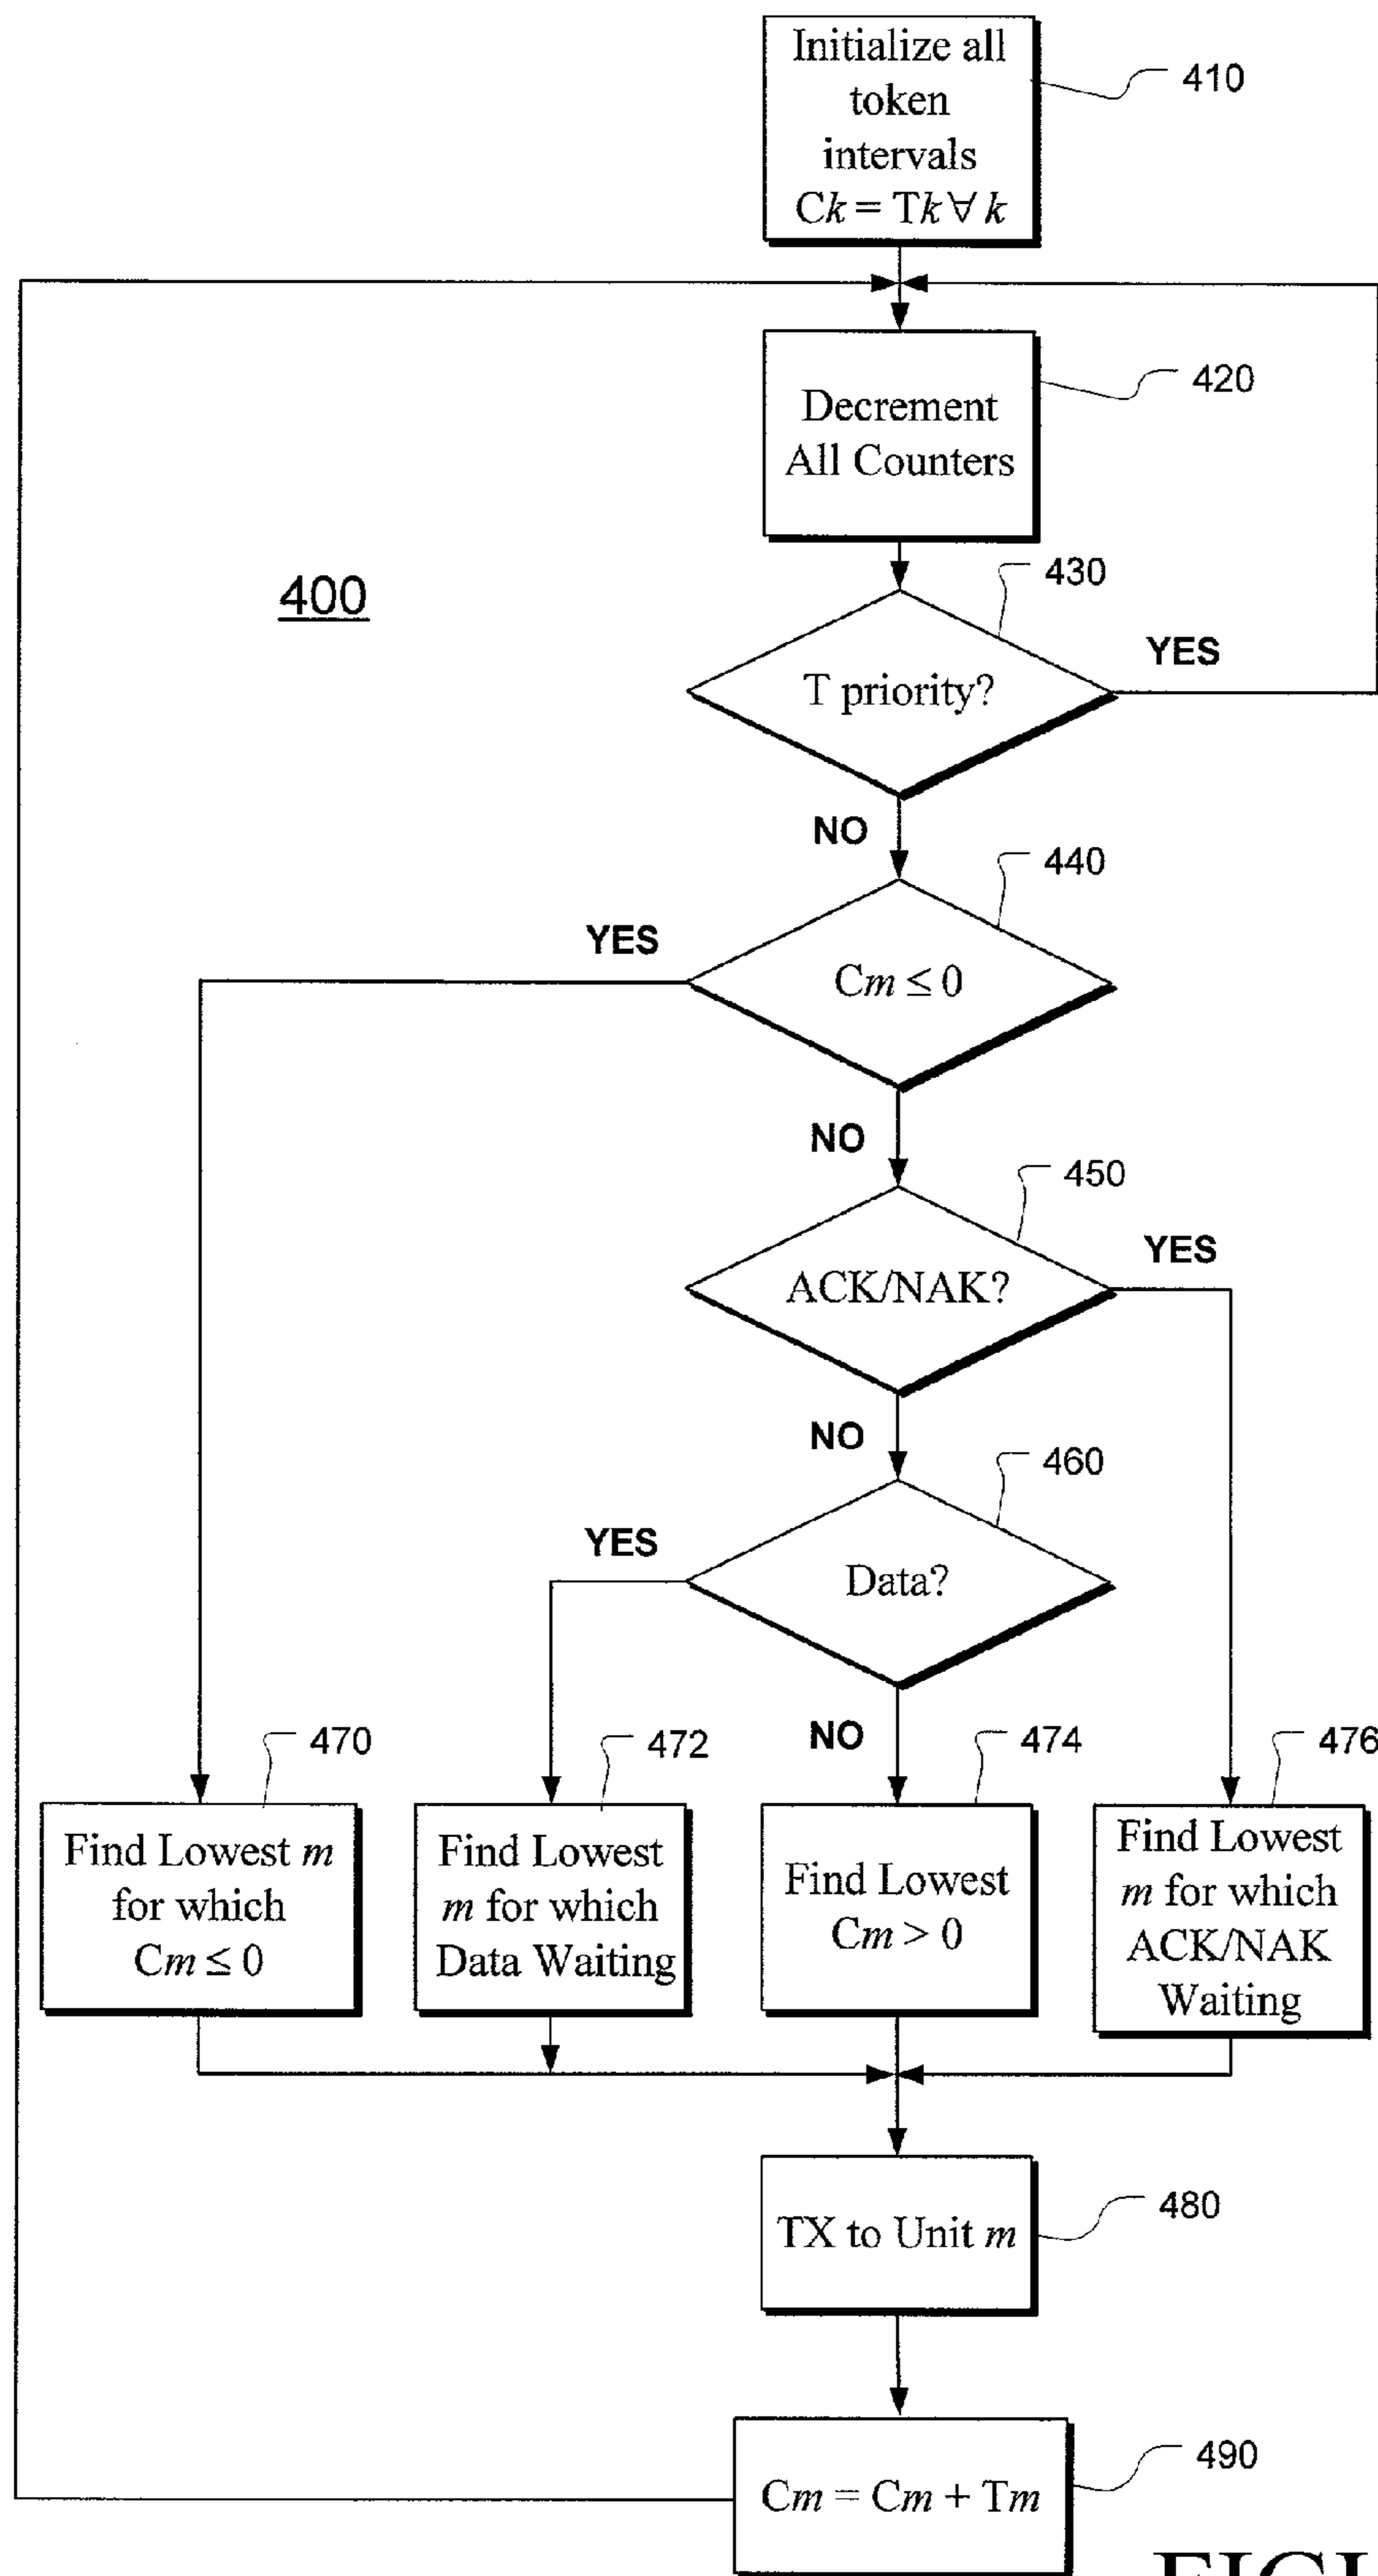 Initialize all
token
intervals
Ck = Tk ∀ k
410
Decrement
All Counters
420
400
430
T priority?
YES
NO
440
YES
Cm ≤ 0
NO
450
ACK/NAK?
YES
NO
460
YES
Data?
NO
470
472
474
476
Find Lowest m
for which
Cm ≤ 0
Find Lowest
m for which
Data Waiting
Find Lowest
Cm > 0
Find Lowest
m for which
ACK/NAK
Waiting
TX to Unit m
480
Cm = Cm + Tm
490